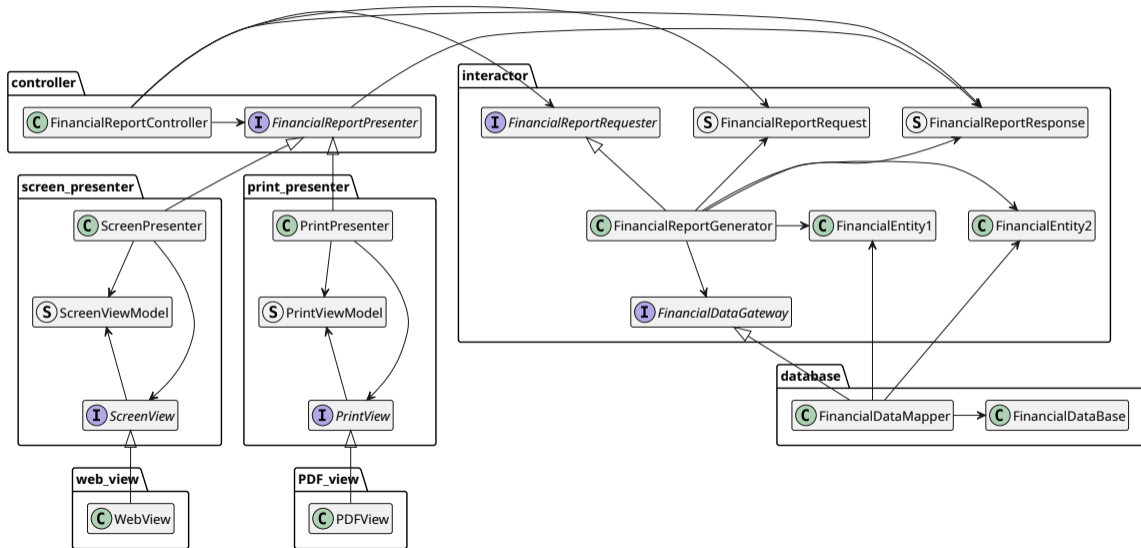 controller
interactor
C FinancialReportController
I FinancialReportPresenter
I FinancialReportRequester
S FinancialReportRequest
S FinancialReportResponse
screen_presenter
print_presenter
C ScreenPresenter
C PrintPresenter
C FinancialReportGenerator
C FinancialEntity1
C FinancialEntity2
S ScreenViewModel
S PrintViewModel
I FinancialDataGateway
database
I ScreenView
I PrintView
C FinancialDataMapper
C FinancialDataBase
web_view
PDF_view
C WebView
C PDFView